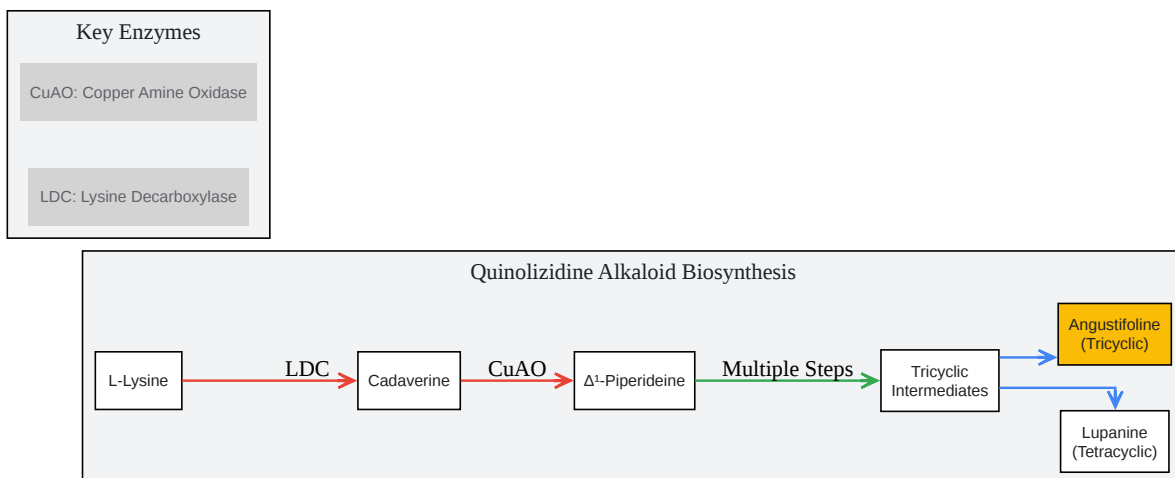 Key Enzymes
CuAO: Copper Amine Oxidase
LDC: Lysine Decarboxylase
Quinolizidine Alkaloid Biosynthesis
L-Lysine
LDC
Cadaverine
CuAO
Δ¹-Piperideine
Multiple Steps
Tricyclic
Intermediates
Angustifoline
(Tricyclic)
Lupanine
(Tetracyclic)